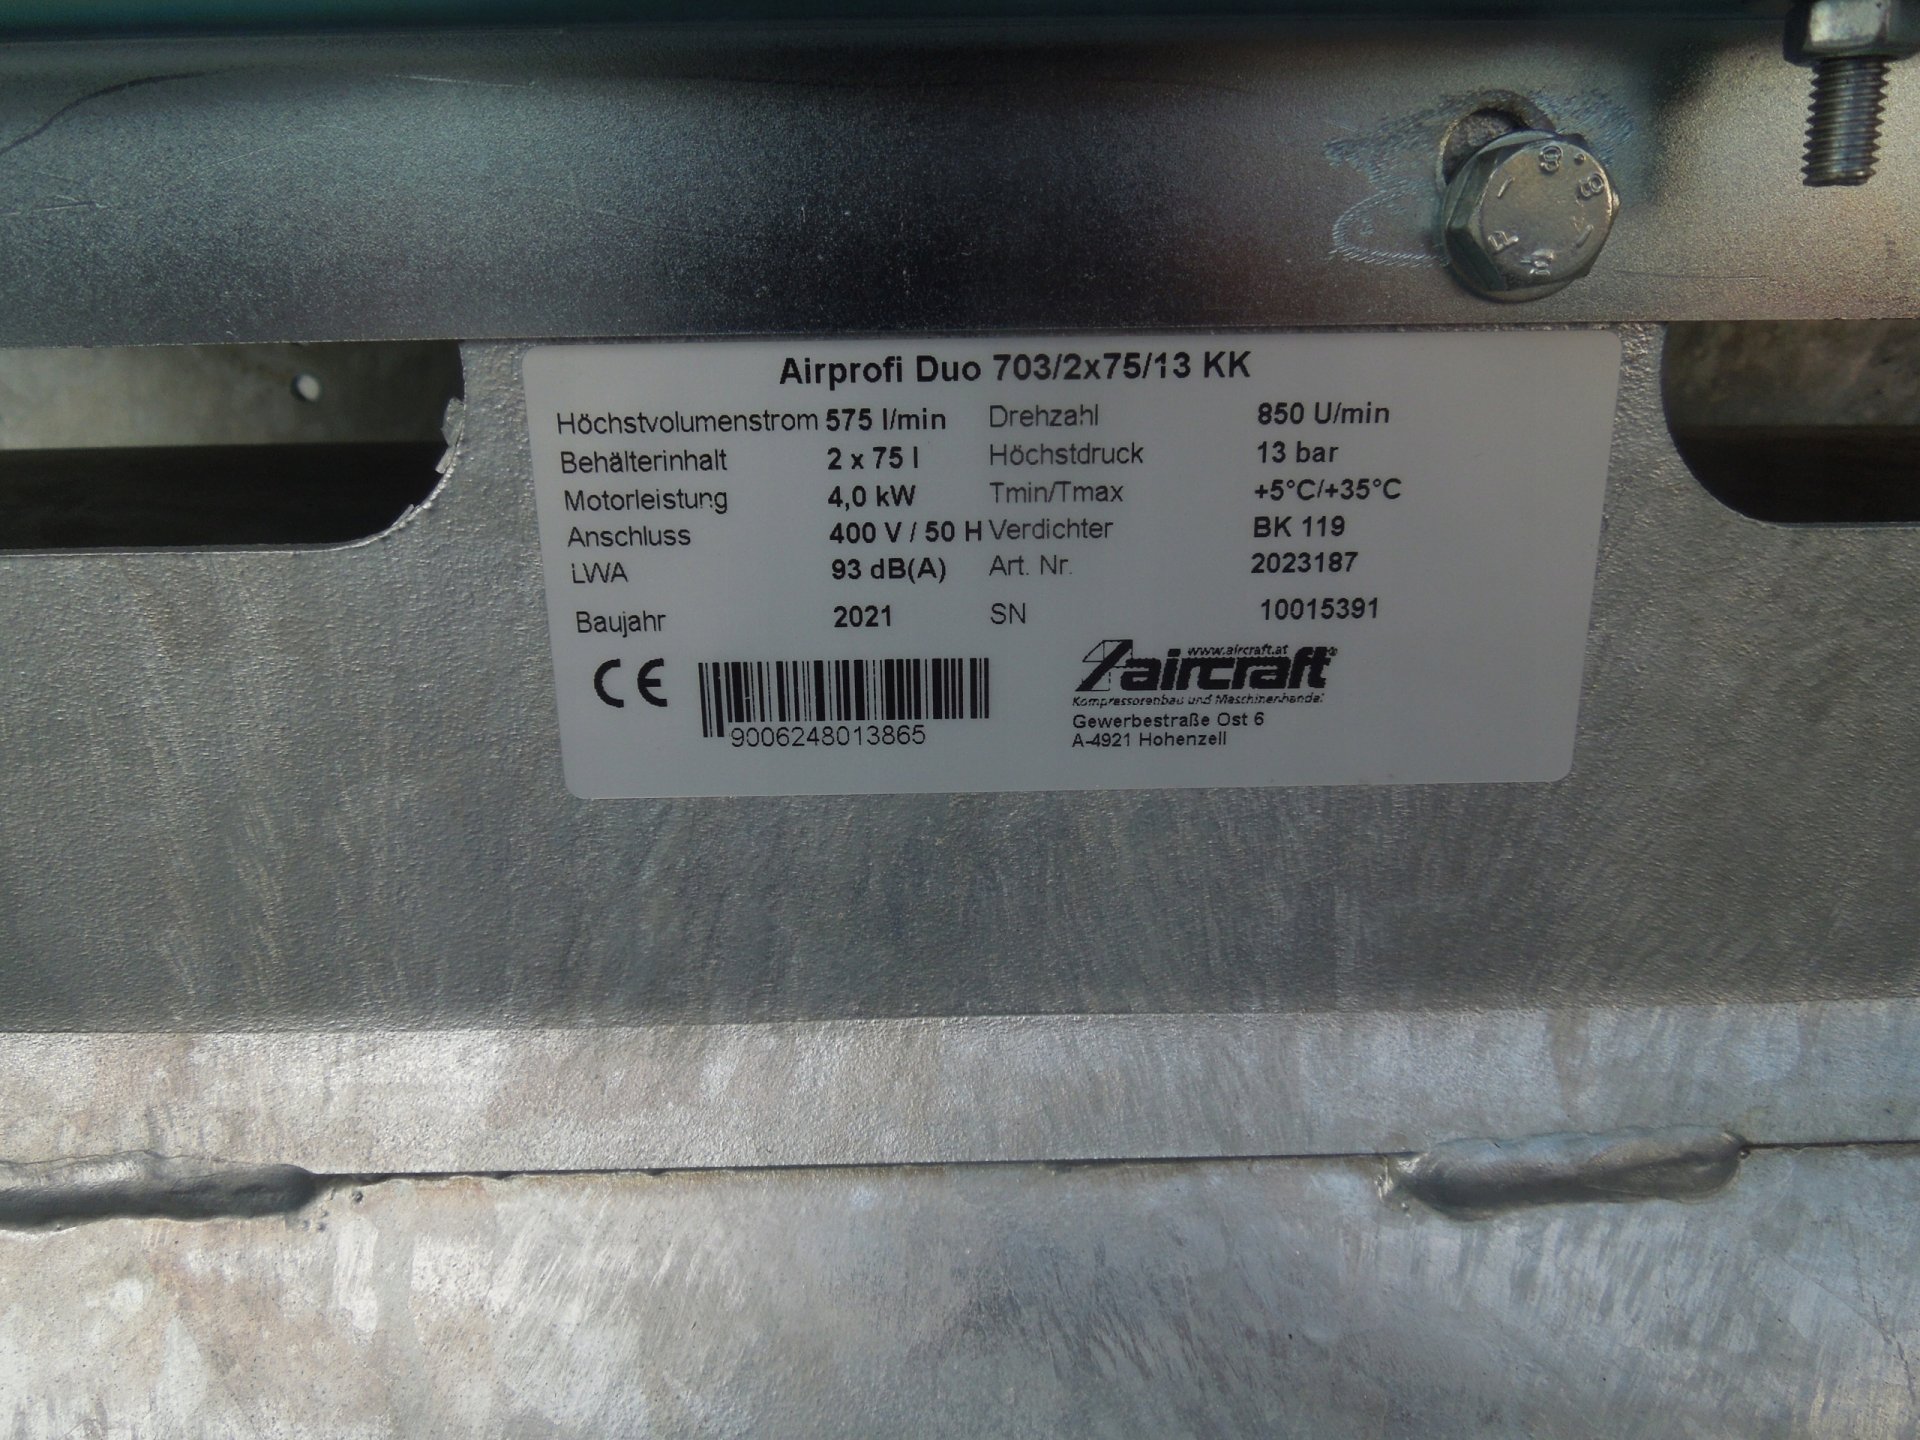 Airprofi Duo 703/2x75/13 KK
Höchstvolumenstrom 575 l/min Drehzahl 850 U/min
Behälterinhalt 2 x 75 l Höchstdruck 13 bar
Motorleistung 4,0 kW Tmin/Tmax +5°C/+35°C
Anschluss 400 V / 50 H Verdichter BK 119
LWA 93 dB(A) Art. Nr. 2023187
Baujahr 2021 SN 10015391
CE
www.aircraft.at
aircraft
Kompressorenbau und Maschinenhandel
Gewerbestraße Ost 6
A-4921 Hohenzell
9006248013865
8.8